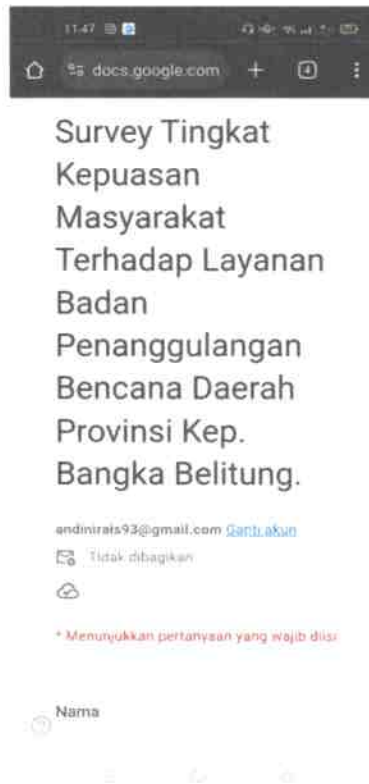 11.47
docs.google.com
4
Survey Tingkat
Kepuasan
Masyarakat
Terhadap Layanan
Badan
Penanggulangan
Bencana Daerah
Provinsi Kep.
Bangka Belitung.
andinirais93@gmail.com Ganti akun
Tidak dibagikan
* Menunjukkan pertanyaan yang wajib diisi
Nama